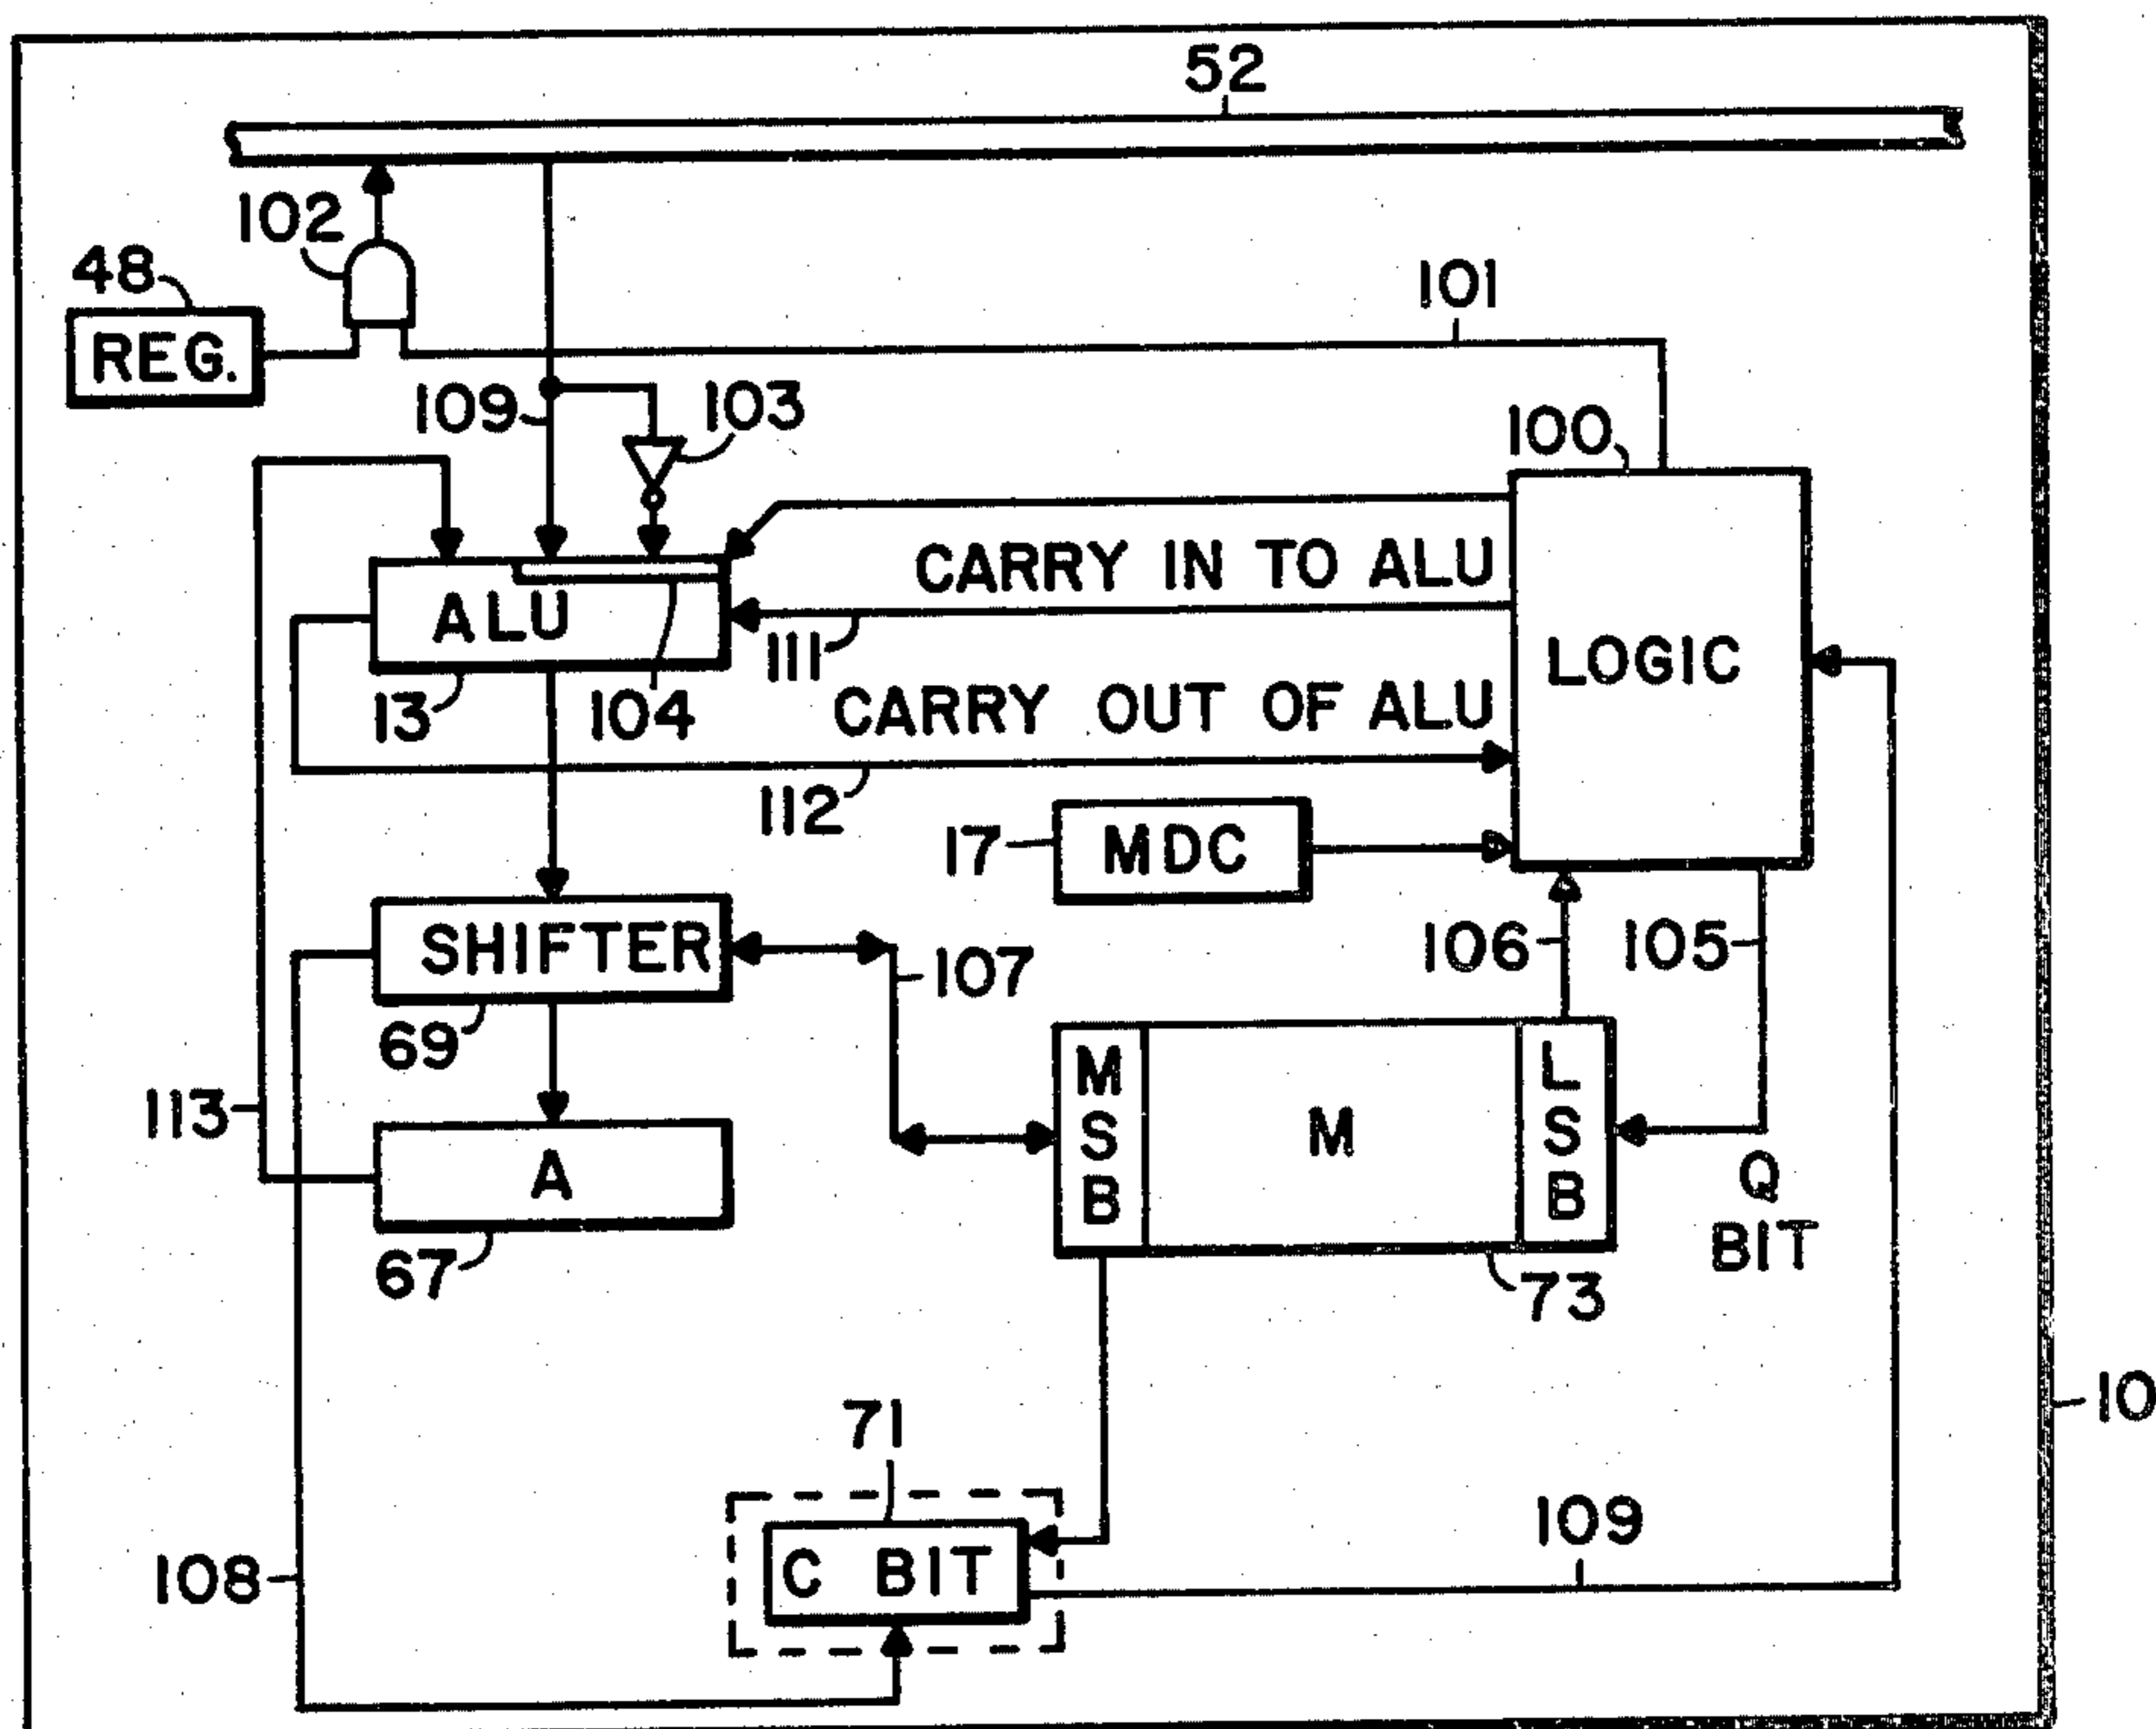 52
102
48
REG.
101
109
103
100
CARRY IN TO ALU
ALU
111
LOGIC
13
104
CARRY OUT OF ALU
112
17
MDC
SHIFTER
107
106
105
69
113
A
M
S
B
M
L
S
B
Q
BIT
67
73
10
71
C BIT
109
108